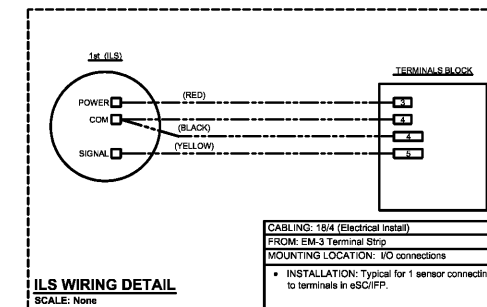 1st (ILS)
TERMINALS BLOCK
POWER
(RED)
3
COM
4
(BLACK)
4
SIGNAL
(YELLOW)
5
CABLING: 18/4 (Electrical Install)
FROM: EM-3 Terminal Strip
MOUNTING LOCATION: I/O connections
• INSTALLATION: Typical for 1 sensor connectin
to terminals in eSC/IFP.
ILS WIRING DETAIL
SCALE: None